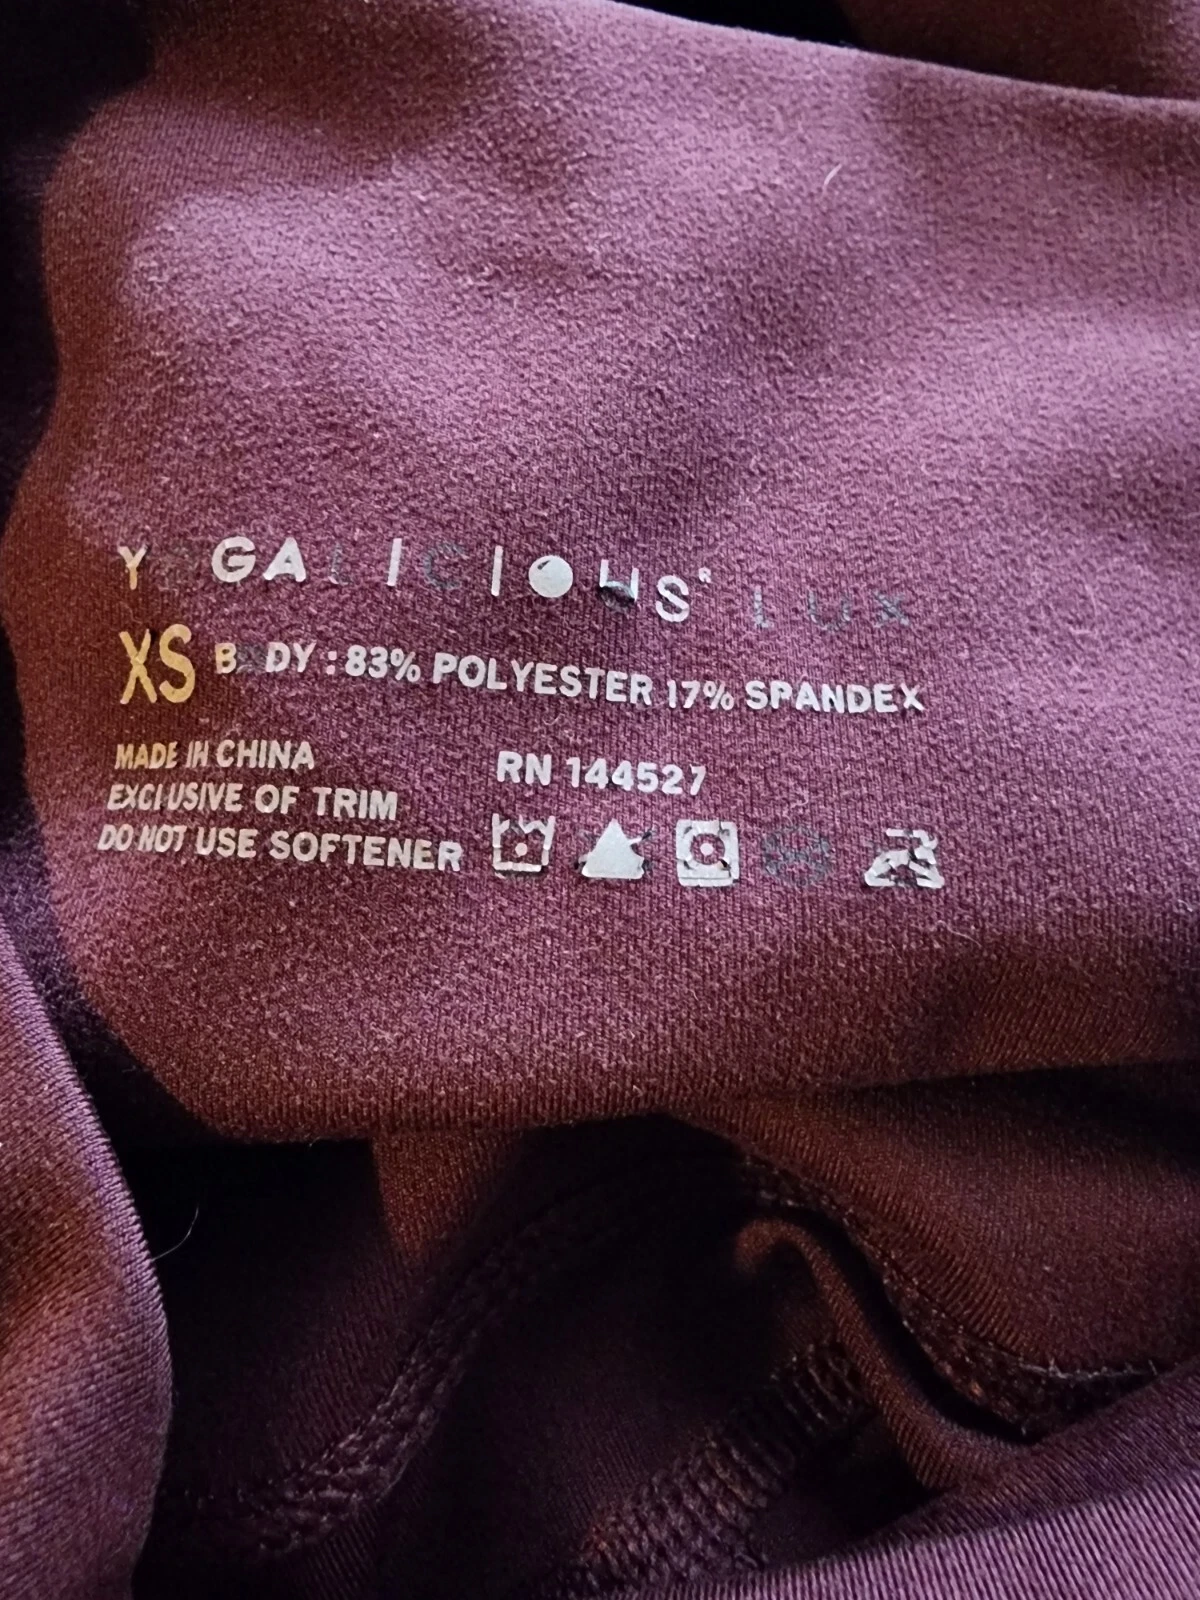 YOGALICIOUS® LUX
XS BODY : 83% POLYESTER 17% SPANDEX
MADE IN CHINA
EXCLUSIVE OF TRIM
DO NOT USE SOFTENER
RN 144527